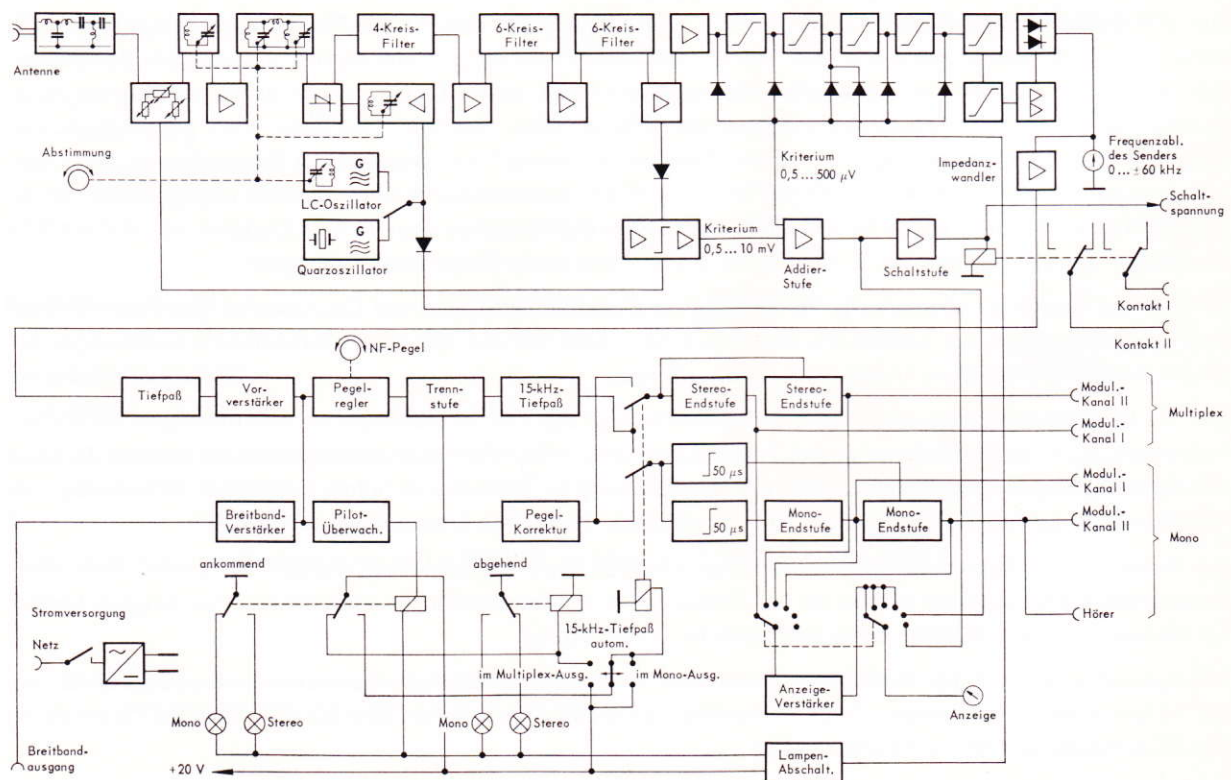 4-Kreis-
Filter
6-Kreis-
Filter
6-Kreis-
Filter
Antenne
Abstimmung
G
LC-Oszillator
G
Quarzoszillator
Kriterium
0,5 ... 500 µV
Impedanz-
wandler
Frequenzabl.
des Senders
0 ... ±60 kHz
Schalt-
spannung
Kriterium
0,5 ... 10 mV
Addier-
Stufe
Schaltstufe
Kontakt I
Kontakt II
NF-Pegel
Tiefpaß
Vor-
verstärker
Pegel-
regler
Trenn-
stufe
15-kHz-
Tiefpaß
Stereo-
Endstufe
Stereo-
Endstufe
Modul.-
Kanal II
Modul.-
Kanal I
Multiplex
50 µs
50 µs
Modul.-
Kanal I
Modul.-
Kanal II
Mono
Breitband-
Verstärker
Pilot-
Überwach.
Pegel-
Korrektur
Mono-
Endstufe
Mono-
Endstufe
ankommend
abgehend
Stromversorgung
Netz
15-kHz-Tiefpaß
autom.
Hörer
im Multiplex-Ausg.
im Mono-Ausg.
Anzeige-
Verstärker
Anzeige
Mono
Stereo
Mono
Stereo
Breitband-
ausgang
+20 V
Lampen-
Abschalt.